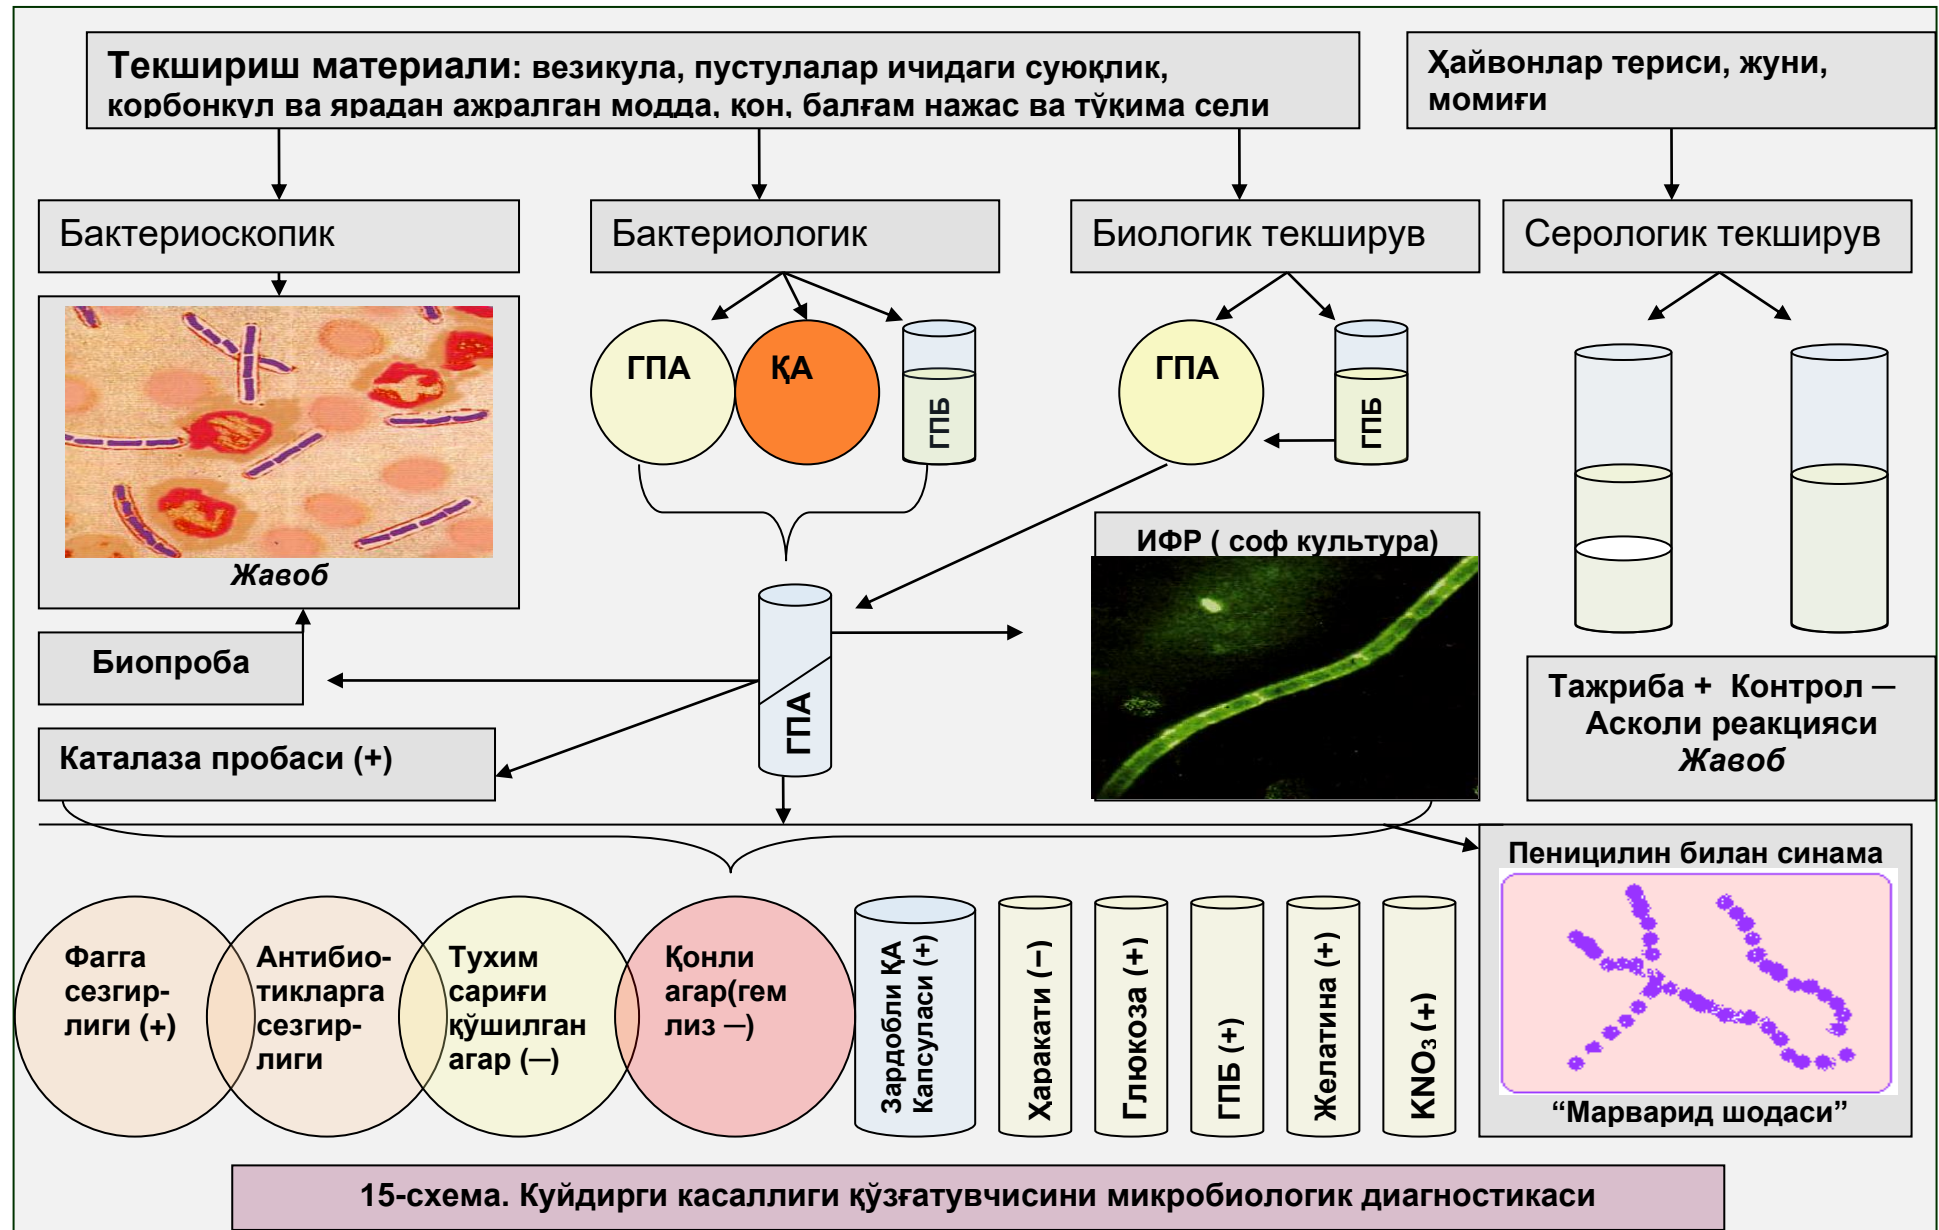 Текшириш материали: везикула, пустулалар ичидаги суюқлик,
корбонкул ва ярадан ажралган модда, қон, балғам нажас ва тўқима сели
Ҳайвонлар териси, жуни,
момиғи
Бактериоскопик
Бактериологик
Биологик текширув
Серологик текширув
ГПА
ҚА
ГПБ
ГПА
ГПБ
Жавоб
ИФР ( соф культура)
Биопроба
ГПА
Тажриба + Контрол –
Асколи реакцияси
Жавоб
Каталаза пробаси (+)
Пеницилин билан синама
Фагга
сезгир-
лиги (+)
Антибио-
тикларга
сезгир-
лиги
Тухим
сариғи
қўшилган
агар (–)
Қонли
агар(гем
лиз –)
Зардобли ҚА
Капсуласи (+)
Ҳаракати (–)
Глюкоза (+)
ГПБ (+)
Желатина (+)
KNO₃ (+)
“Марварид шодаси”
15-схема. Куйдирги касаллиги қўзғатувчисини микробиологик диагностикаси